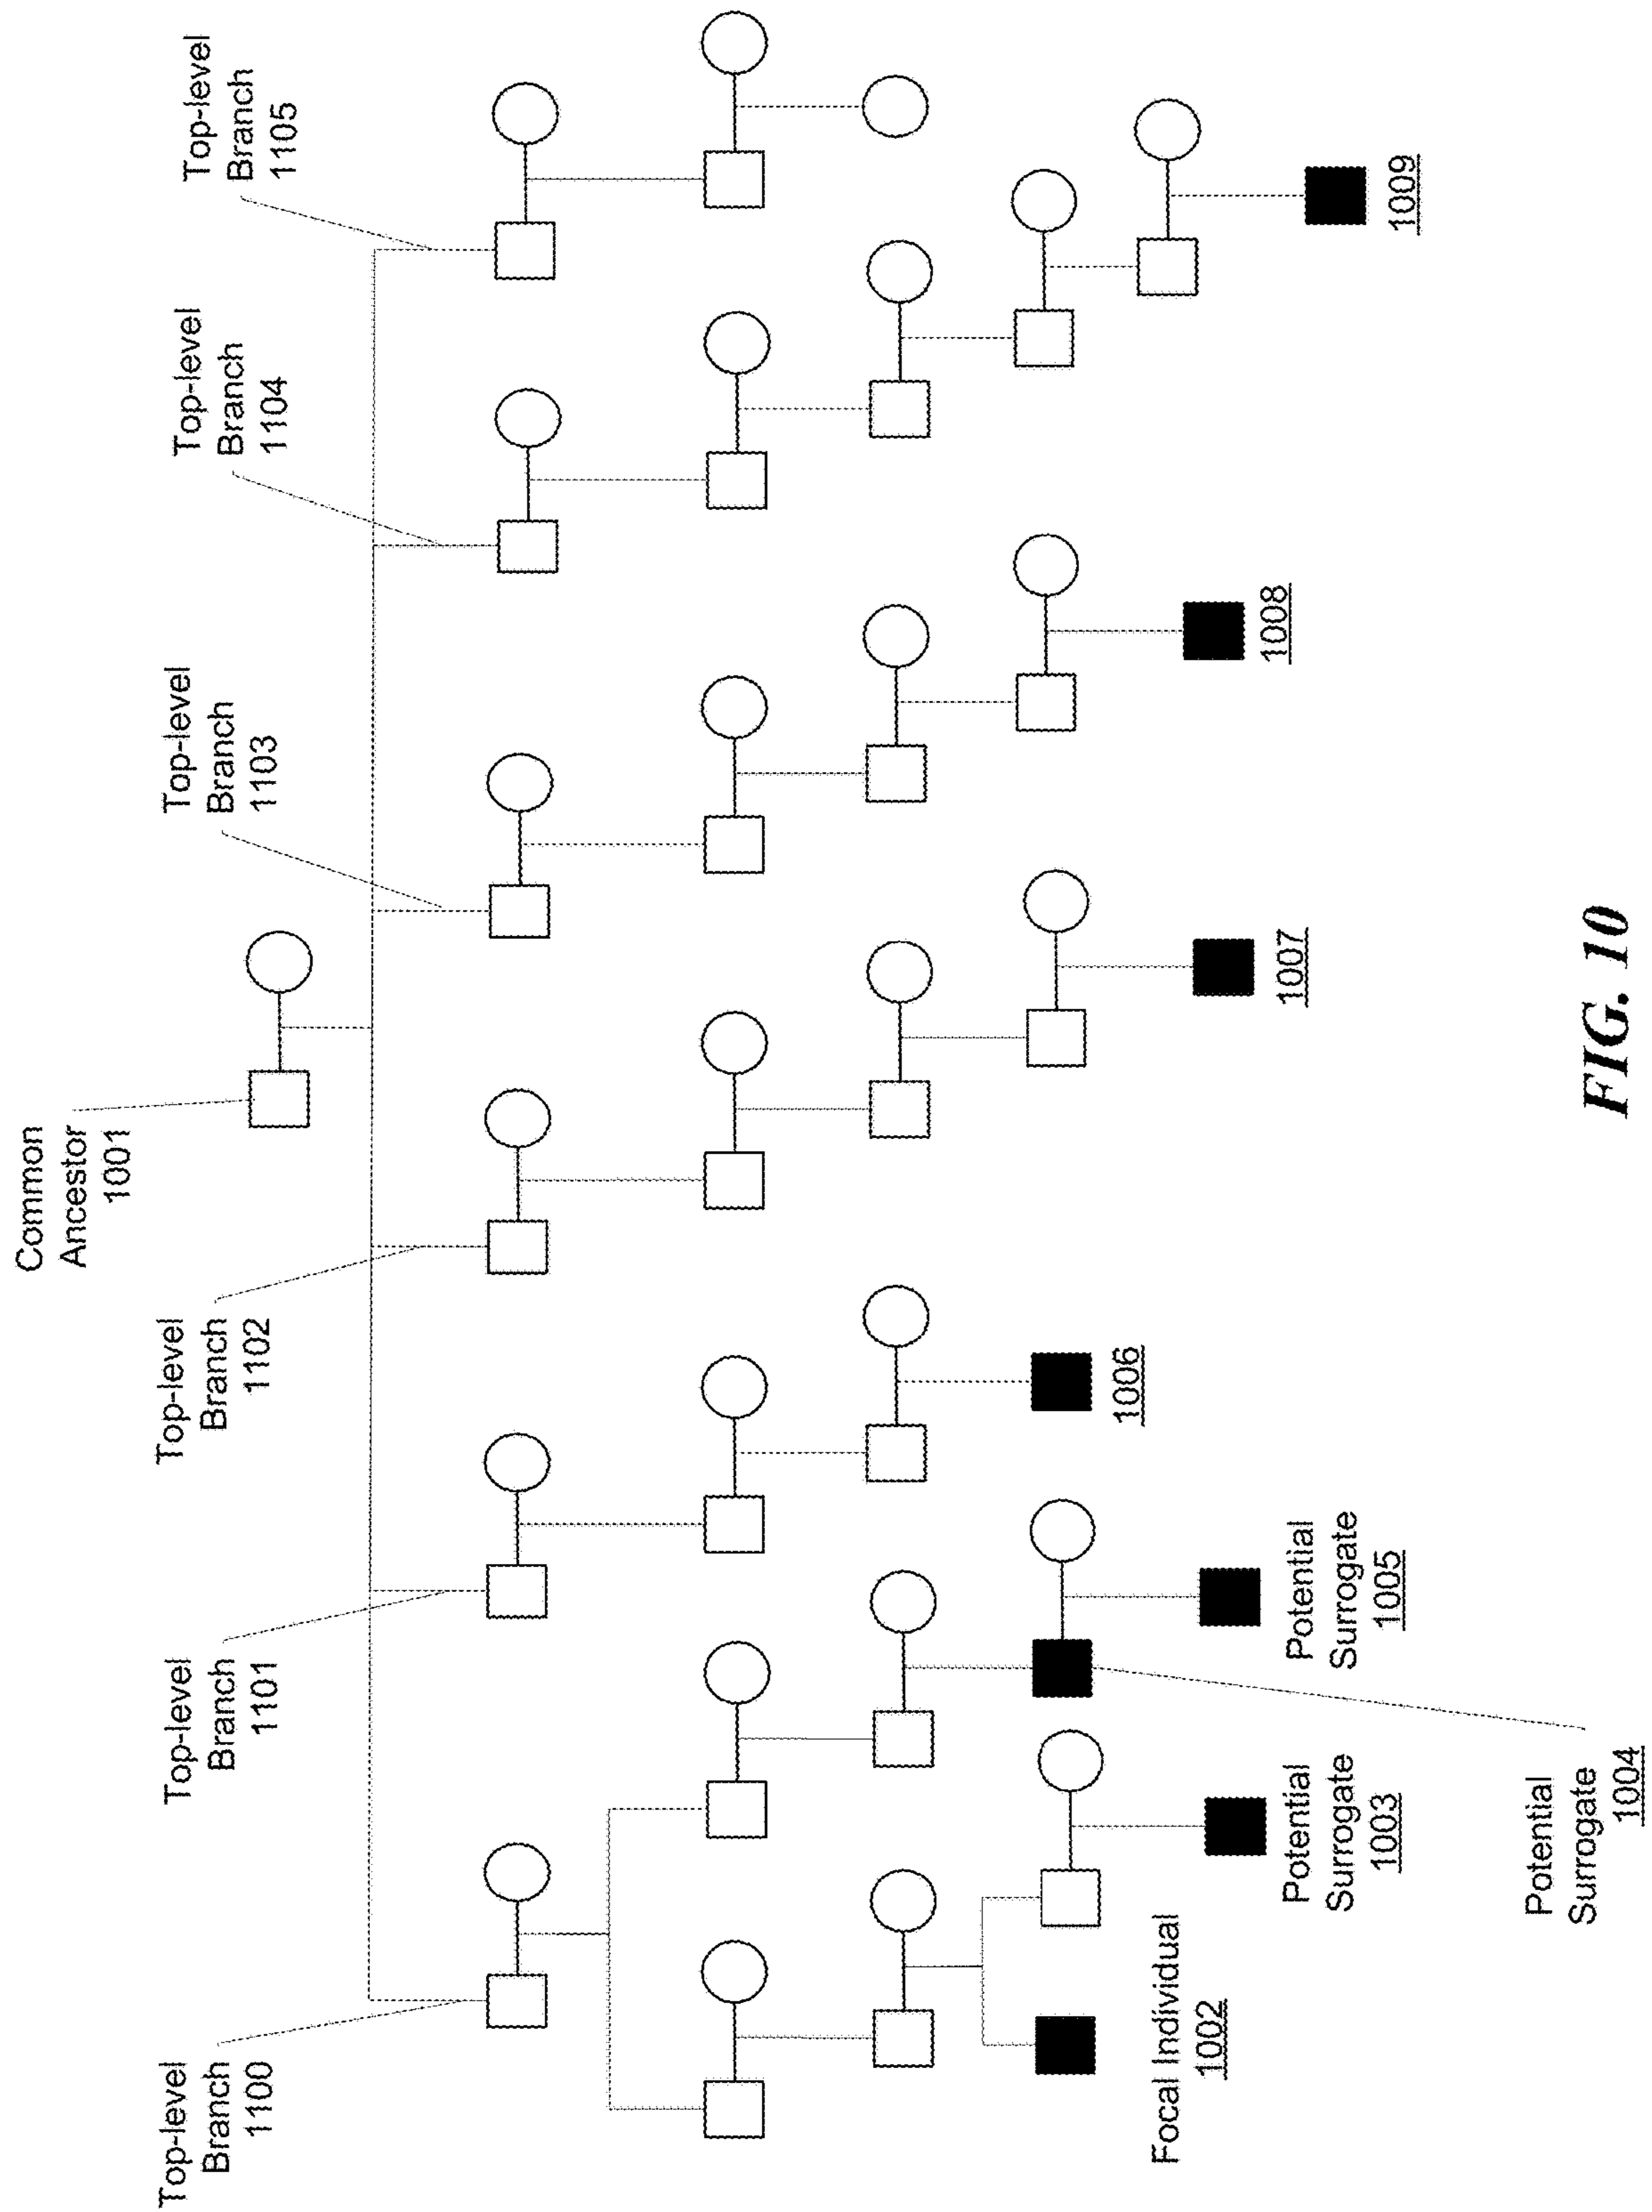 Common
Ancestor
1001
Top-level
Branch
1100
Top-level
Branch
1101
Top-level
Branch
1102
Top-level
Branch
1103
Top-level
Branch
1104
Top-level
Branch
1105
Focal Individual
1002
Potential
Surrogate
1003
Potential
Surrogate
1004
Potential
Surrogate
1005
1006
1007
1008
1009
FIG. 10